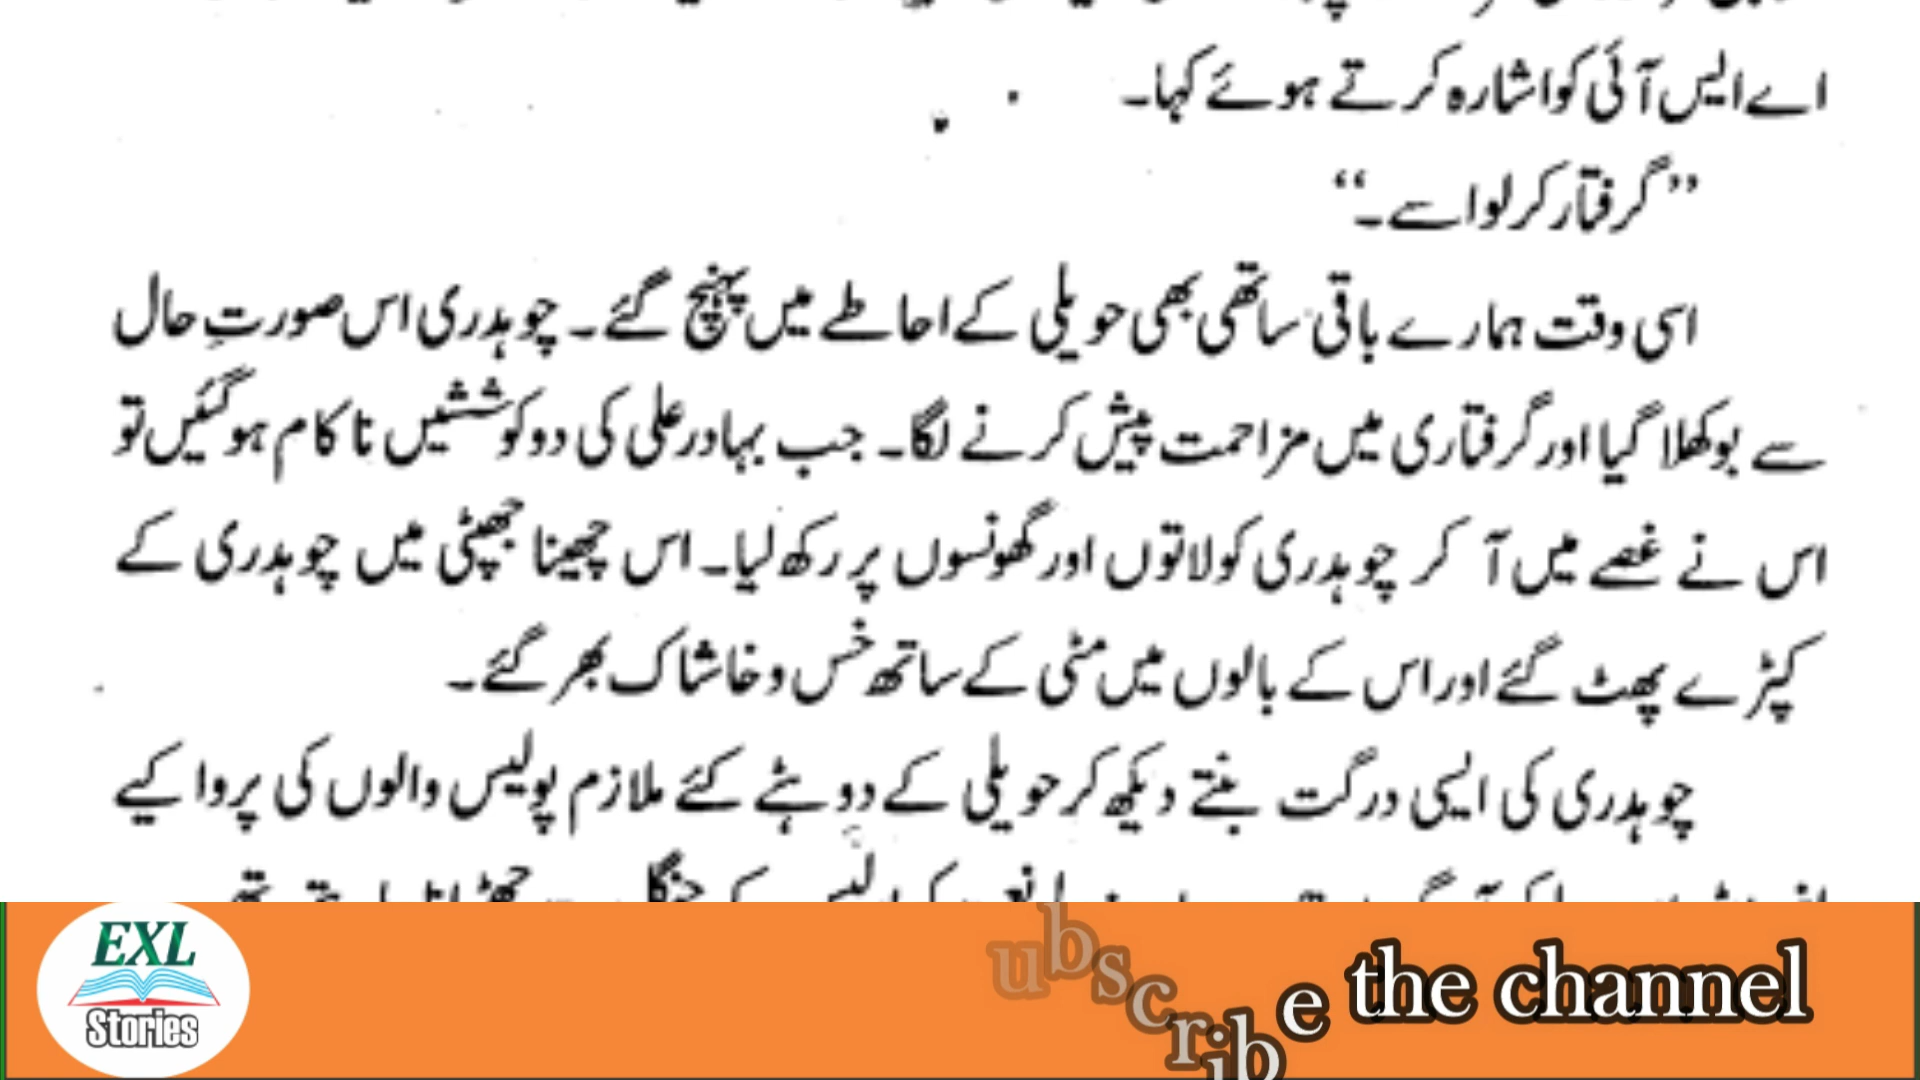 اے ایس آئی کو اشارہ کرتے ہوئے کہا۔
’’گرفتار کر لو اسے۔‘‘
اسی وقت ہمارے باقی ساتھی بھی حویلی کے احاطے میں پہنچ گئے۔ چوہدری اس صورتِ حال
سے بوکھلا گیا اور گرفتاری میں مزاحمت پیش کرنے لگا۔ جب بہادر علی کی دو کوششیں ناکام ہو گئیں تو
اس نے غصے میں آ کر چوہدری کو لاتوں اور گھونسوں پر رکھ لیا۔ اس چھینا جھپٹی میں چوہدری کے
کپڑے پھٹ گئے اور اس کے بالوں میں مٹی کے ساتھ خس و خاشاک بھر گئے۔
چوہدری کی ایسی درگت بنتے دیکھ کر حویلی کے دو ہٹے کٹے ملازم پولیس والوں کی پروا کیے
EXL
Stories
ubscribe the channel